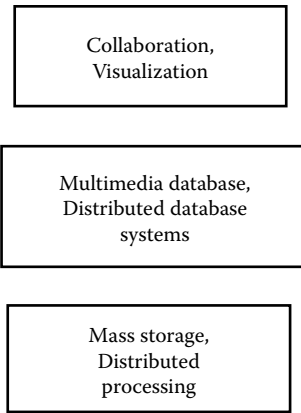 Collaboration,
Visualization
Multimedia database,
Distributed database
systems
Mass storage,
Distributed
processing